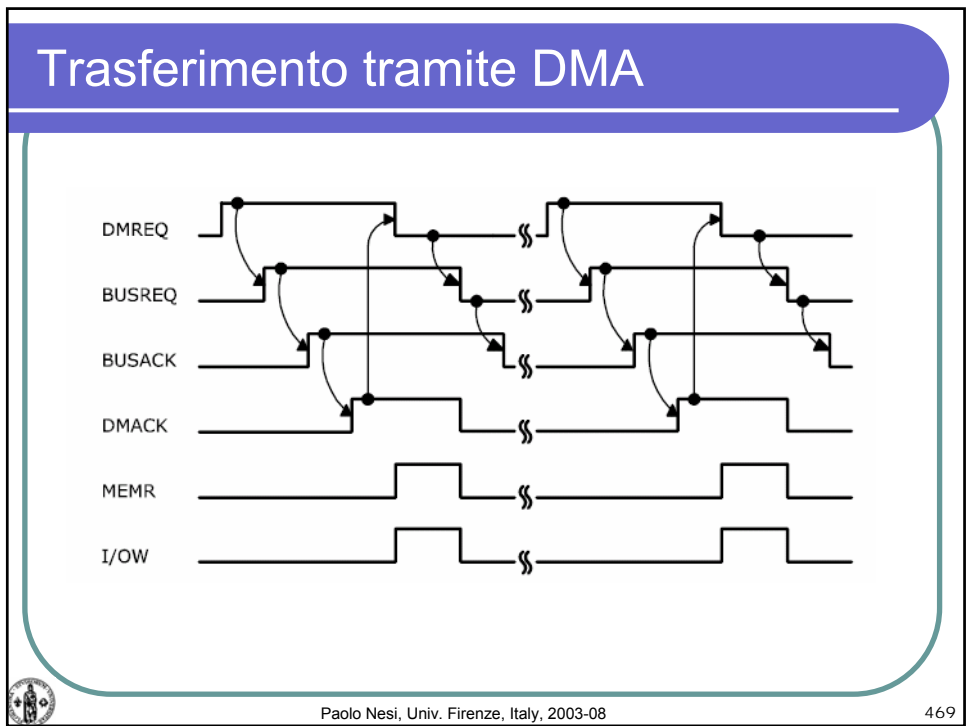 Trasferimento tramite DMA
DMREQ
BUSREQ
BUSACK
DMACK
MEMR
I/OW
Paolo Nesi, Univ. Firenze, Italy, 2003-08
469